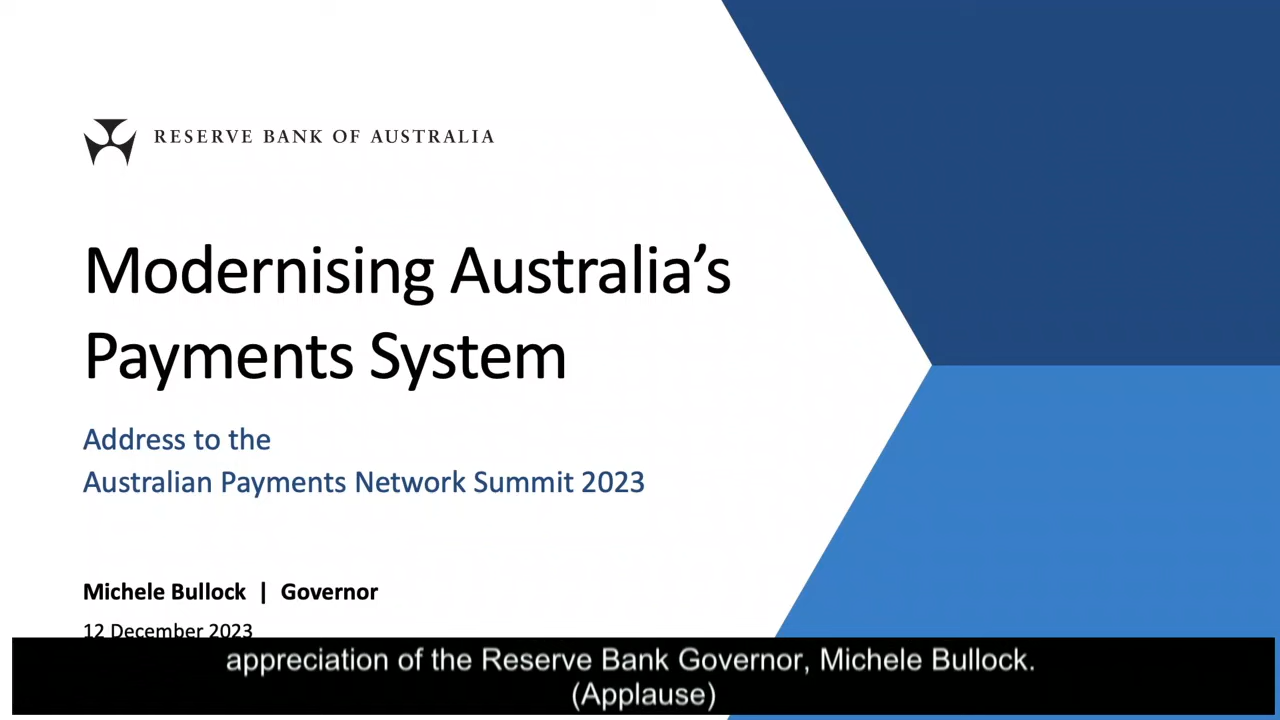 RESERVE BANK OF AUSTRALIA
Modernising Australia’s
Payments System
Address to the
Australian Payments Network Summit 2023
Michele Bullock | Governor
12 December 2023
appreciation of the Reserve Bank Governor, Michele Bullock.
(Applause)